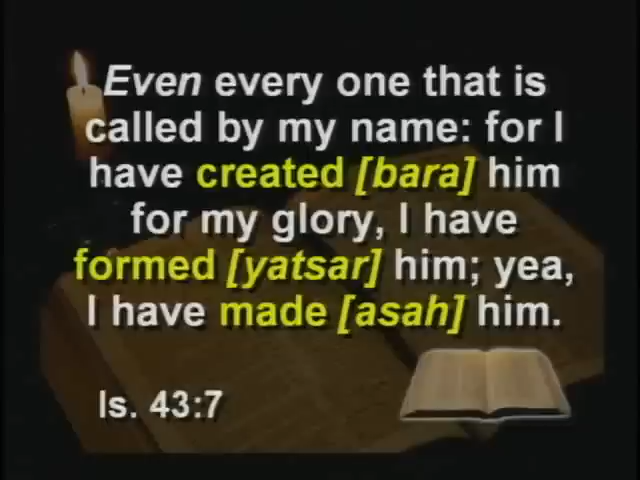 Even every one that is
called by my name: for I
have created [bara] him
for my glory, I have
formed [yatsar] him; yea,
I have made [asah] him.
Is. 43:7